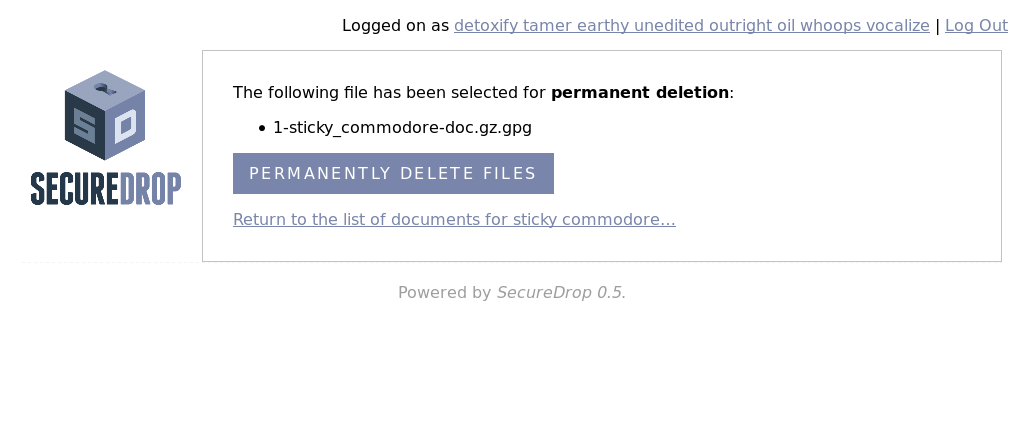 Logged on as detoxify tamer earthy unedited outright oil whoops vocalize | Log Out
SD
SECUREDROP
The following file has been selected for permanent deletion:
• 1-sticky_commodore-doc.gz.gpg
PERMANENTLY DELETE FILES
Return to the list of documents for sticky commodore...
Powered by SecureDrop 0.5.